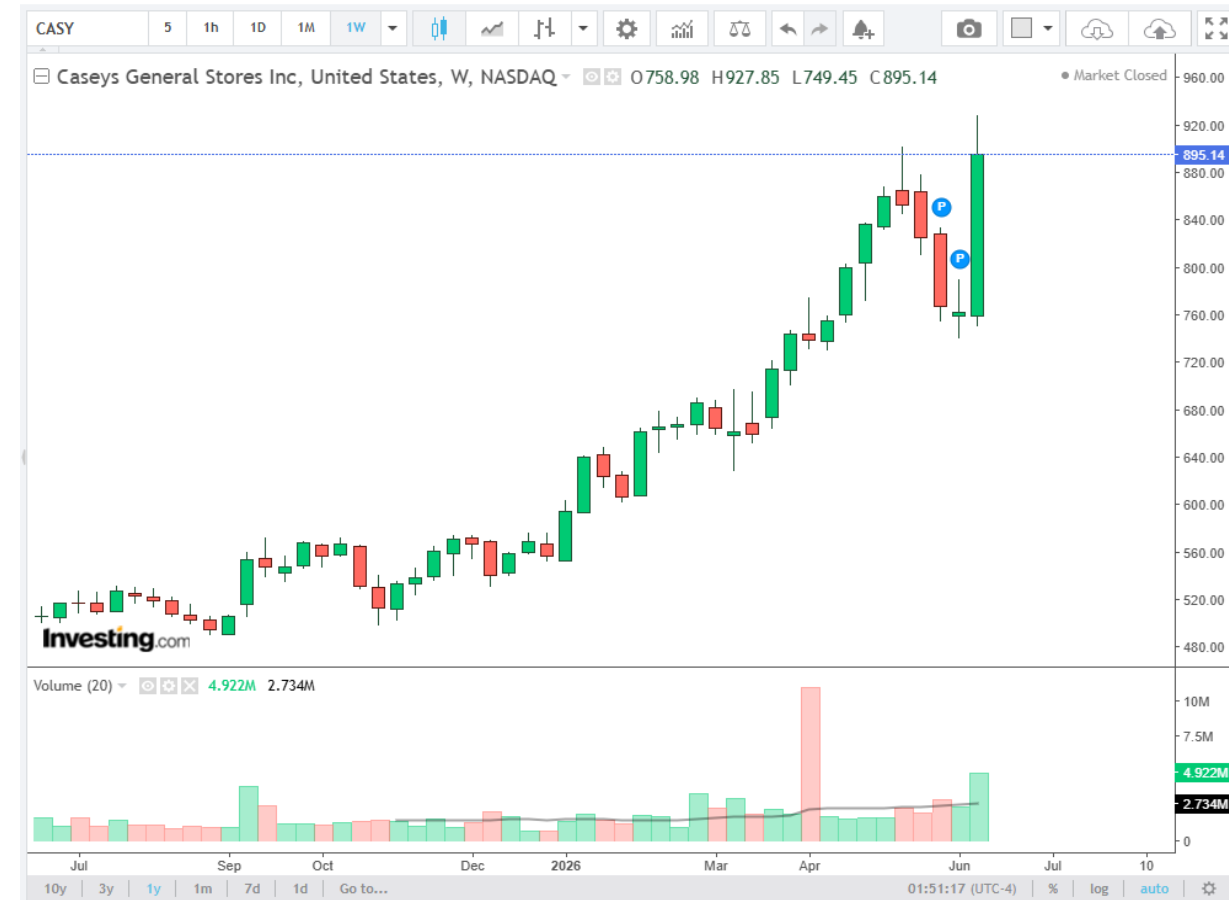 CASY 5 1h 1D 1M 1W
Caseys General Stores Inc, United States, W, NASDAQ O758.98 H927.85 L749.45 C895.14
Market Closed
960.00
920.00
895.14
880.00
840.00
P
P
800.00
760.00
720.00
680.00
640.00
600.00
560.00
520.00
480.00
Investing.com
Volume (20) 4.922M 2.734M
10M
7.5M
4.922M
2.734M
0
Jul Sep Oct Dec 2026 Mar Apr Jun Jul 10
10y 3y 1y 1m 7d 1d Go to... 01:51:17 (UTC-4) % log auto